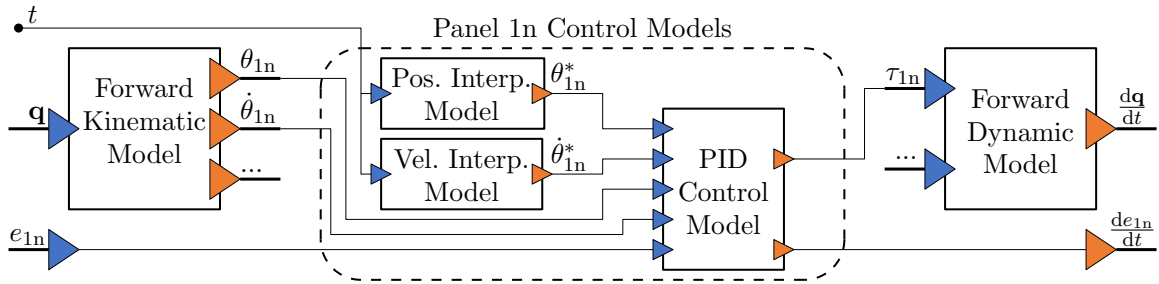 t
Panel 1n Control Models
Forward
Kinematic
Model
q
θ₁ₙ
θ̇₁ₙ
...
Pos. Interp.
Model
θ*₁ₙ
Vel. Interp.
Model
θ̇*₁ₙ
PID
Control
Model
τ₁ₙ
...
Forward
Dynamic
Model
dq/dt
e₁ₙ
de₁ₙ/dt